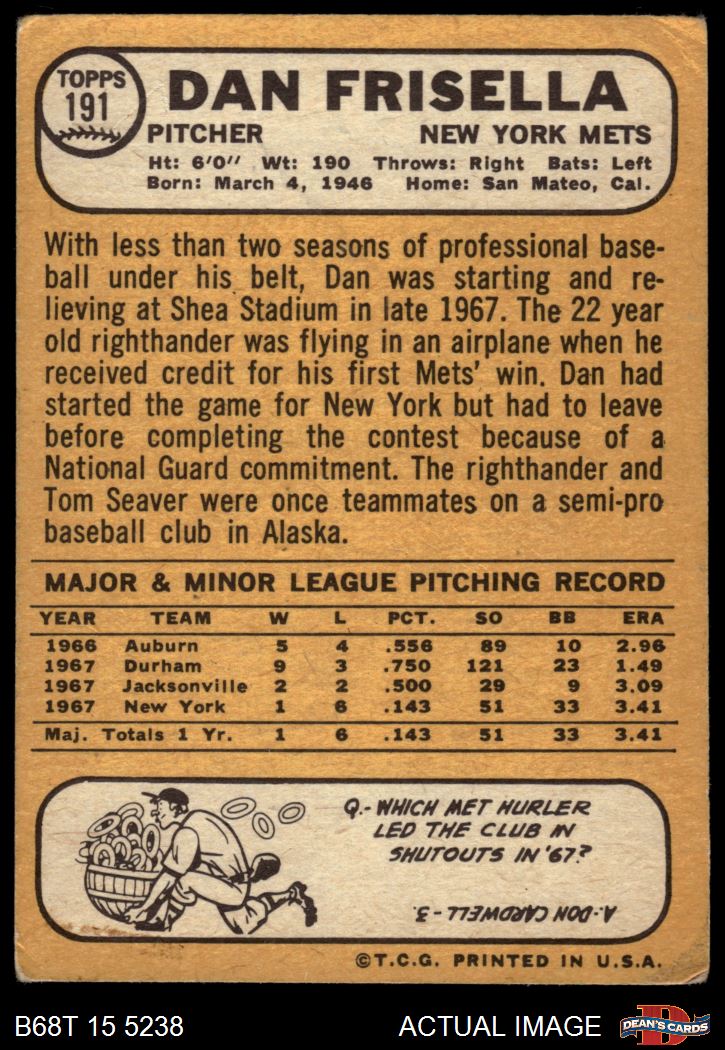 TOPPS
191
DAN FRISELLA
PITCHER NEW YORK METS
Ht: 6'0" Wt: 190 Throws: Right Bats: Left
Born: March 4, 1946 Home: San Mateo, Cal.
With less than two seasons of professional base-
ball under his belt, Dan was starting and re-
lieving at Shea Stadium in late 1967. The 22 year
old righthander was flying in an airplane when he
received credit for his first Mets' win. Dan had
started the game for New York but had to leave
before completing the contest because of a
National Guard commitment. The righthander and
Tom Seaver were once teammates on a semi-pro
baseball club in Alaska.
MAJOR & MINOR LEAGUE PITCHING RECORD
YEAR TEAM W L PCT. SO BB ERA
1966 Auburn 5 4 .556 89 10 2.96
1967 Durham 9 3 .750 121 23 1.49
1967 Jacksonville 2 2 .500 29 9 3.09
1967 New York 1 6 .143 51 33 3.41
Maj. Totals 1 Yr. 1 6 .143 51 33 3.41
Q.- WHICH MET HURLER
LED THE CLUB IN
SHUTOUTS IN '67?
A.- DON CARDWELL - 3.
©T.C.G. PRINTED IN U.S.A.
B68T 15 5238 ACTUAL IMAGE DEAN'S CARDS